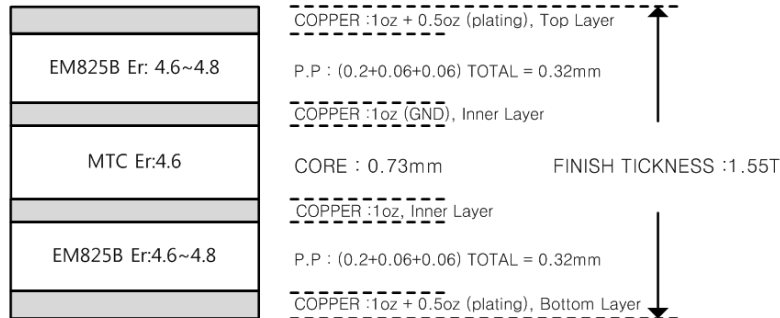 COPPER :1oz + 0.5oz (plating), Top Layer
EM825B Er: 4.6~4.8
P.P : (0.2+0.06+0.06) TOTAL = 0.32mm
COPPER :1oz (GND), Inner Layer
MTC Er:4.6
CORE : 0.73mm
FINISH TICKNESS :1.55T
COPPER :1oz, Inner Layer
EM825B Er:4.6~4.8
P.P : (0.2+0.06+0.06) TOTAL = 0.32mm
COPPER :1oz + 0.5oz (plating), Bottom Layer